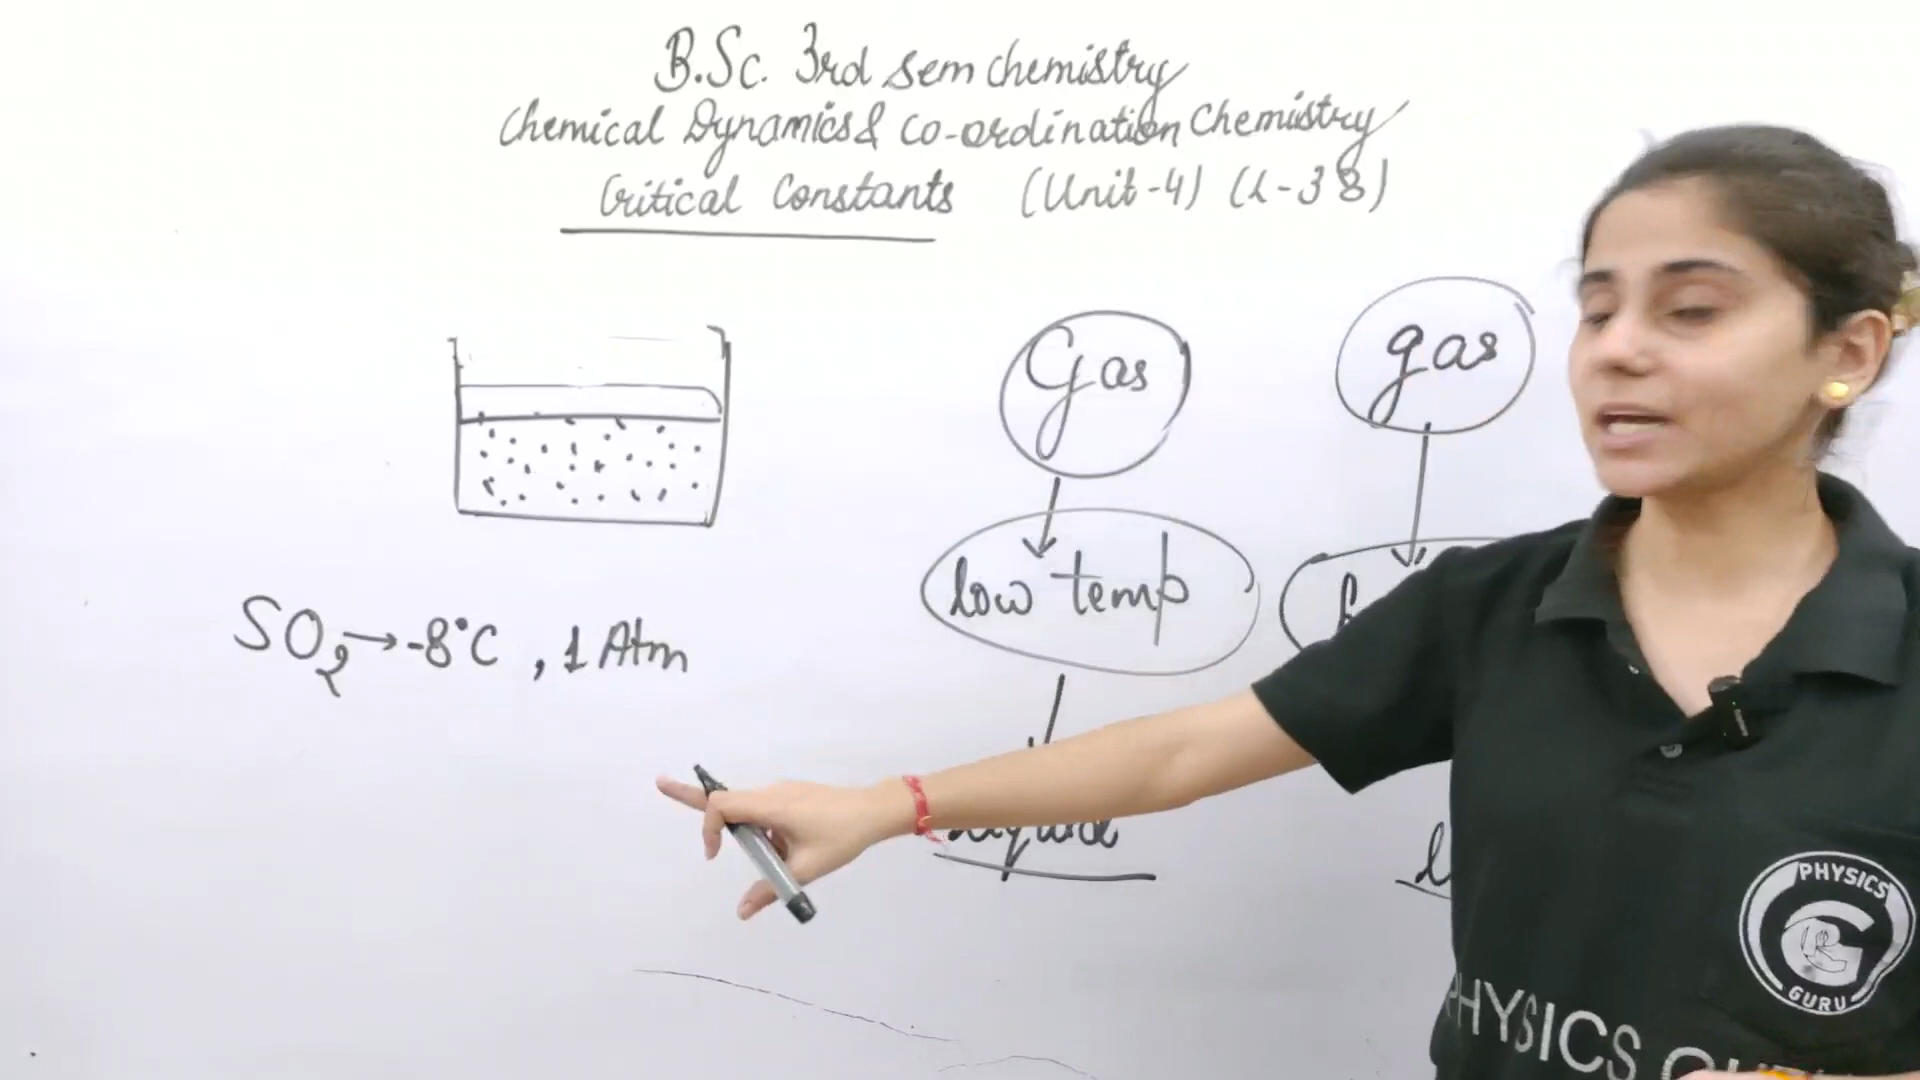 B.Sc. 3rd sem chemistry
Chemical Dynamics & co-ordination Chemistry
Critical Constants (Unit-4) (L-38)
Gas
gas
low temp
SO2 → -8°C , 1 Atm
PHYSICS
GURU
PHYSICS